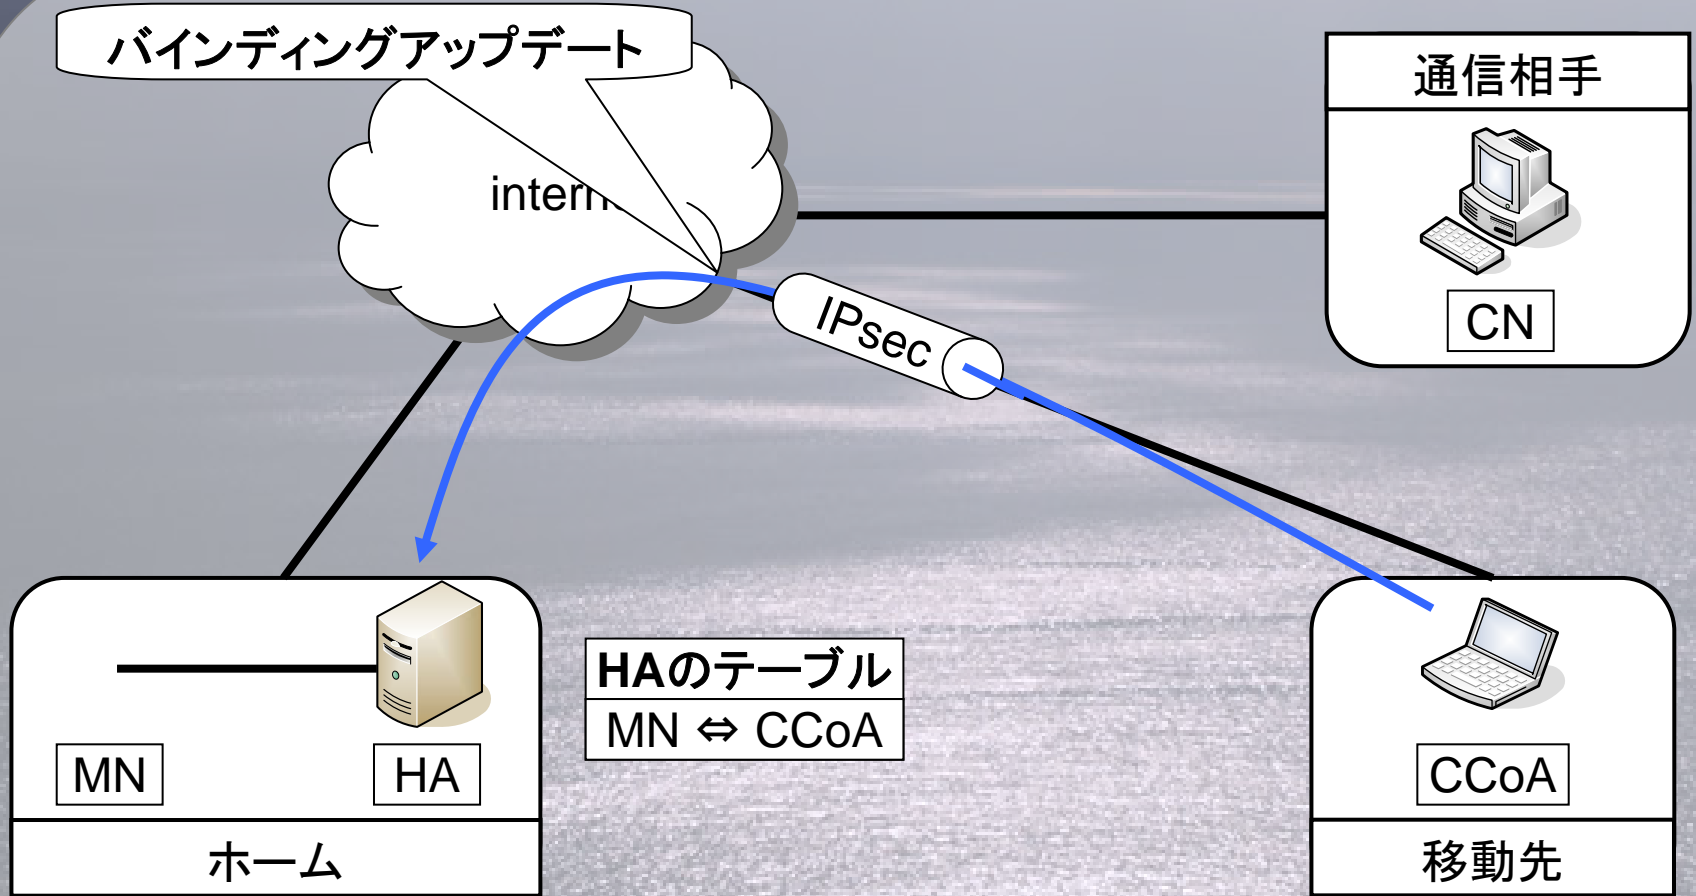 バインディングアップデート
通信相手
CN
IPsec
HAのテーブル
MN ⇔ CCoA
MN
HA
ホーム
CCoA
移動先